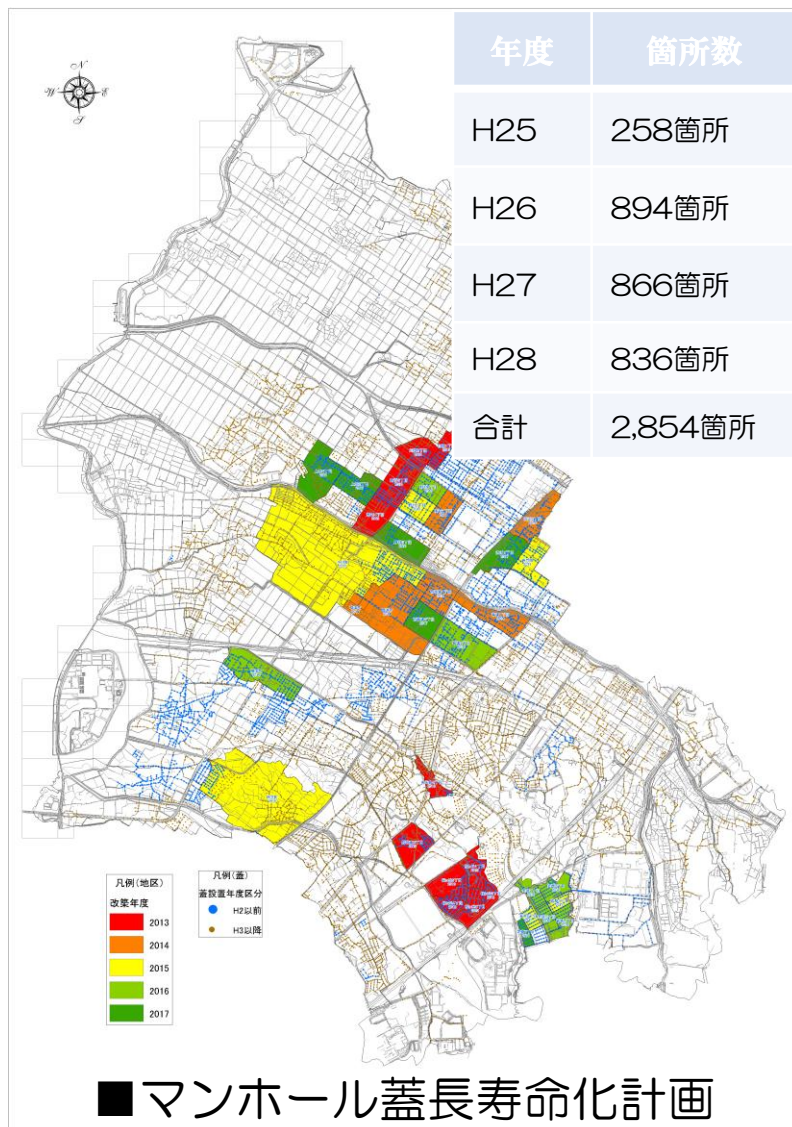 年度 箇所数
H25 258箇所
H26 894箇所
H27 866箇所
H28 836箇所
合計 2,854箇所
N
W E
S
凡例(地区)
改築年度
2013
2014
2015
2016
2017
凡例(蓋)
蓋設置年度区分
H2以前
H3以降
■マンホール蓋長寿命化計画